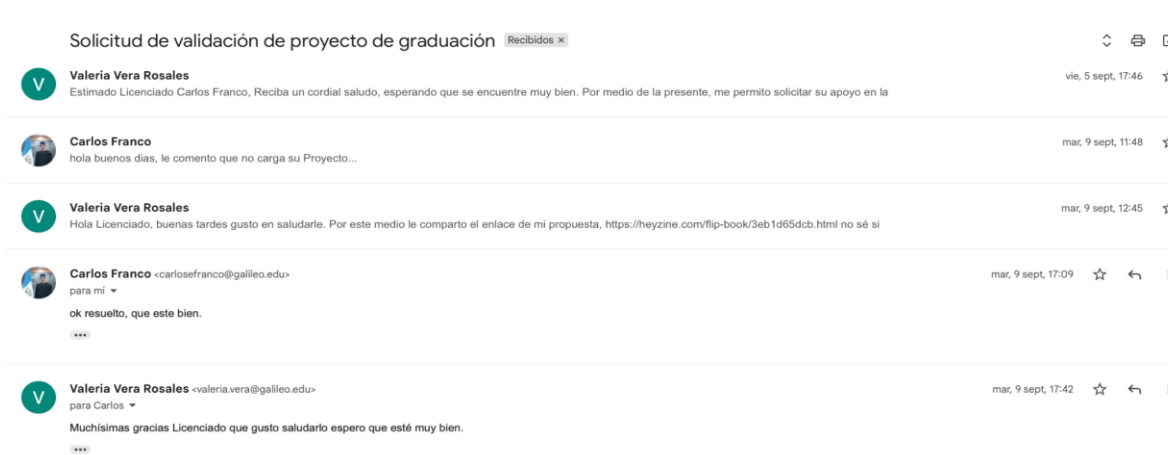 Solicitud de validación de proyecto de graduación Recibidos ×
V
Valeria Vera Rosales vie, 5 sept, 17:46
Estimado Licenciado Carlos Franco, Reciba un cordial saludo, esperando que se encuentre muy bien. Por medio de la presente, me permito solicitar su apoyo en la
Carlos Franco mar, 9 sept, 11:48
hola buenos dias, le comento que no carga su Proyecto...
V
Valeria Vera Rosales mar, 9 sept, 12:45
Hola Licenciado, buenas tardes gusto en saludarle. Por este medio le comparto el enlace de mi propuesta, https://heyzine.com/flip-book/3eb1d65dcb.html no sé si
Carlos Franco <carlosefranco@galileo.edu> mar, 9 sept, 17:09
para mí
ok resuelto, que este bien.
V
Valeria Vera Rosales <valeria.vera@galileo.edu> mar, 9 sept, 17:42
para Carlos
Muchísimas gracias Licenciado que gusto saludarlo espero que esté muy bien.